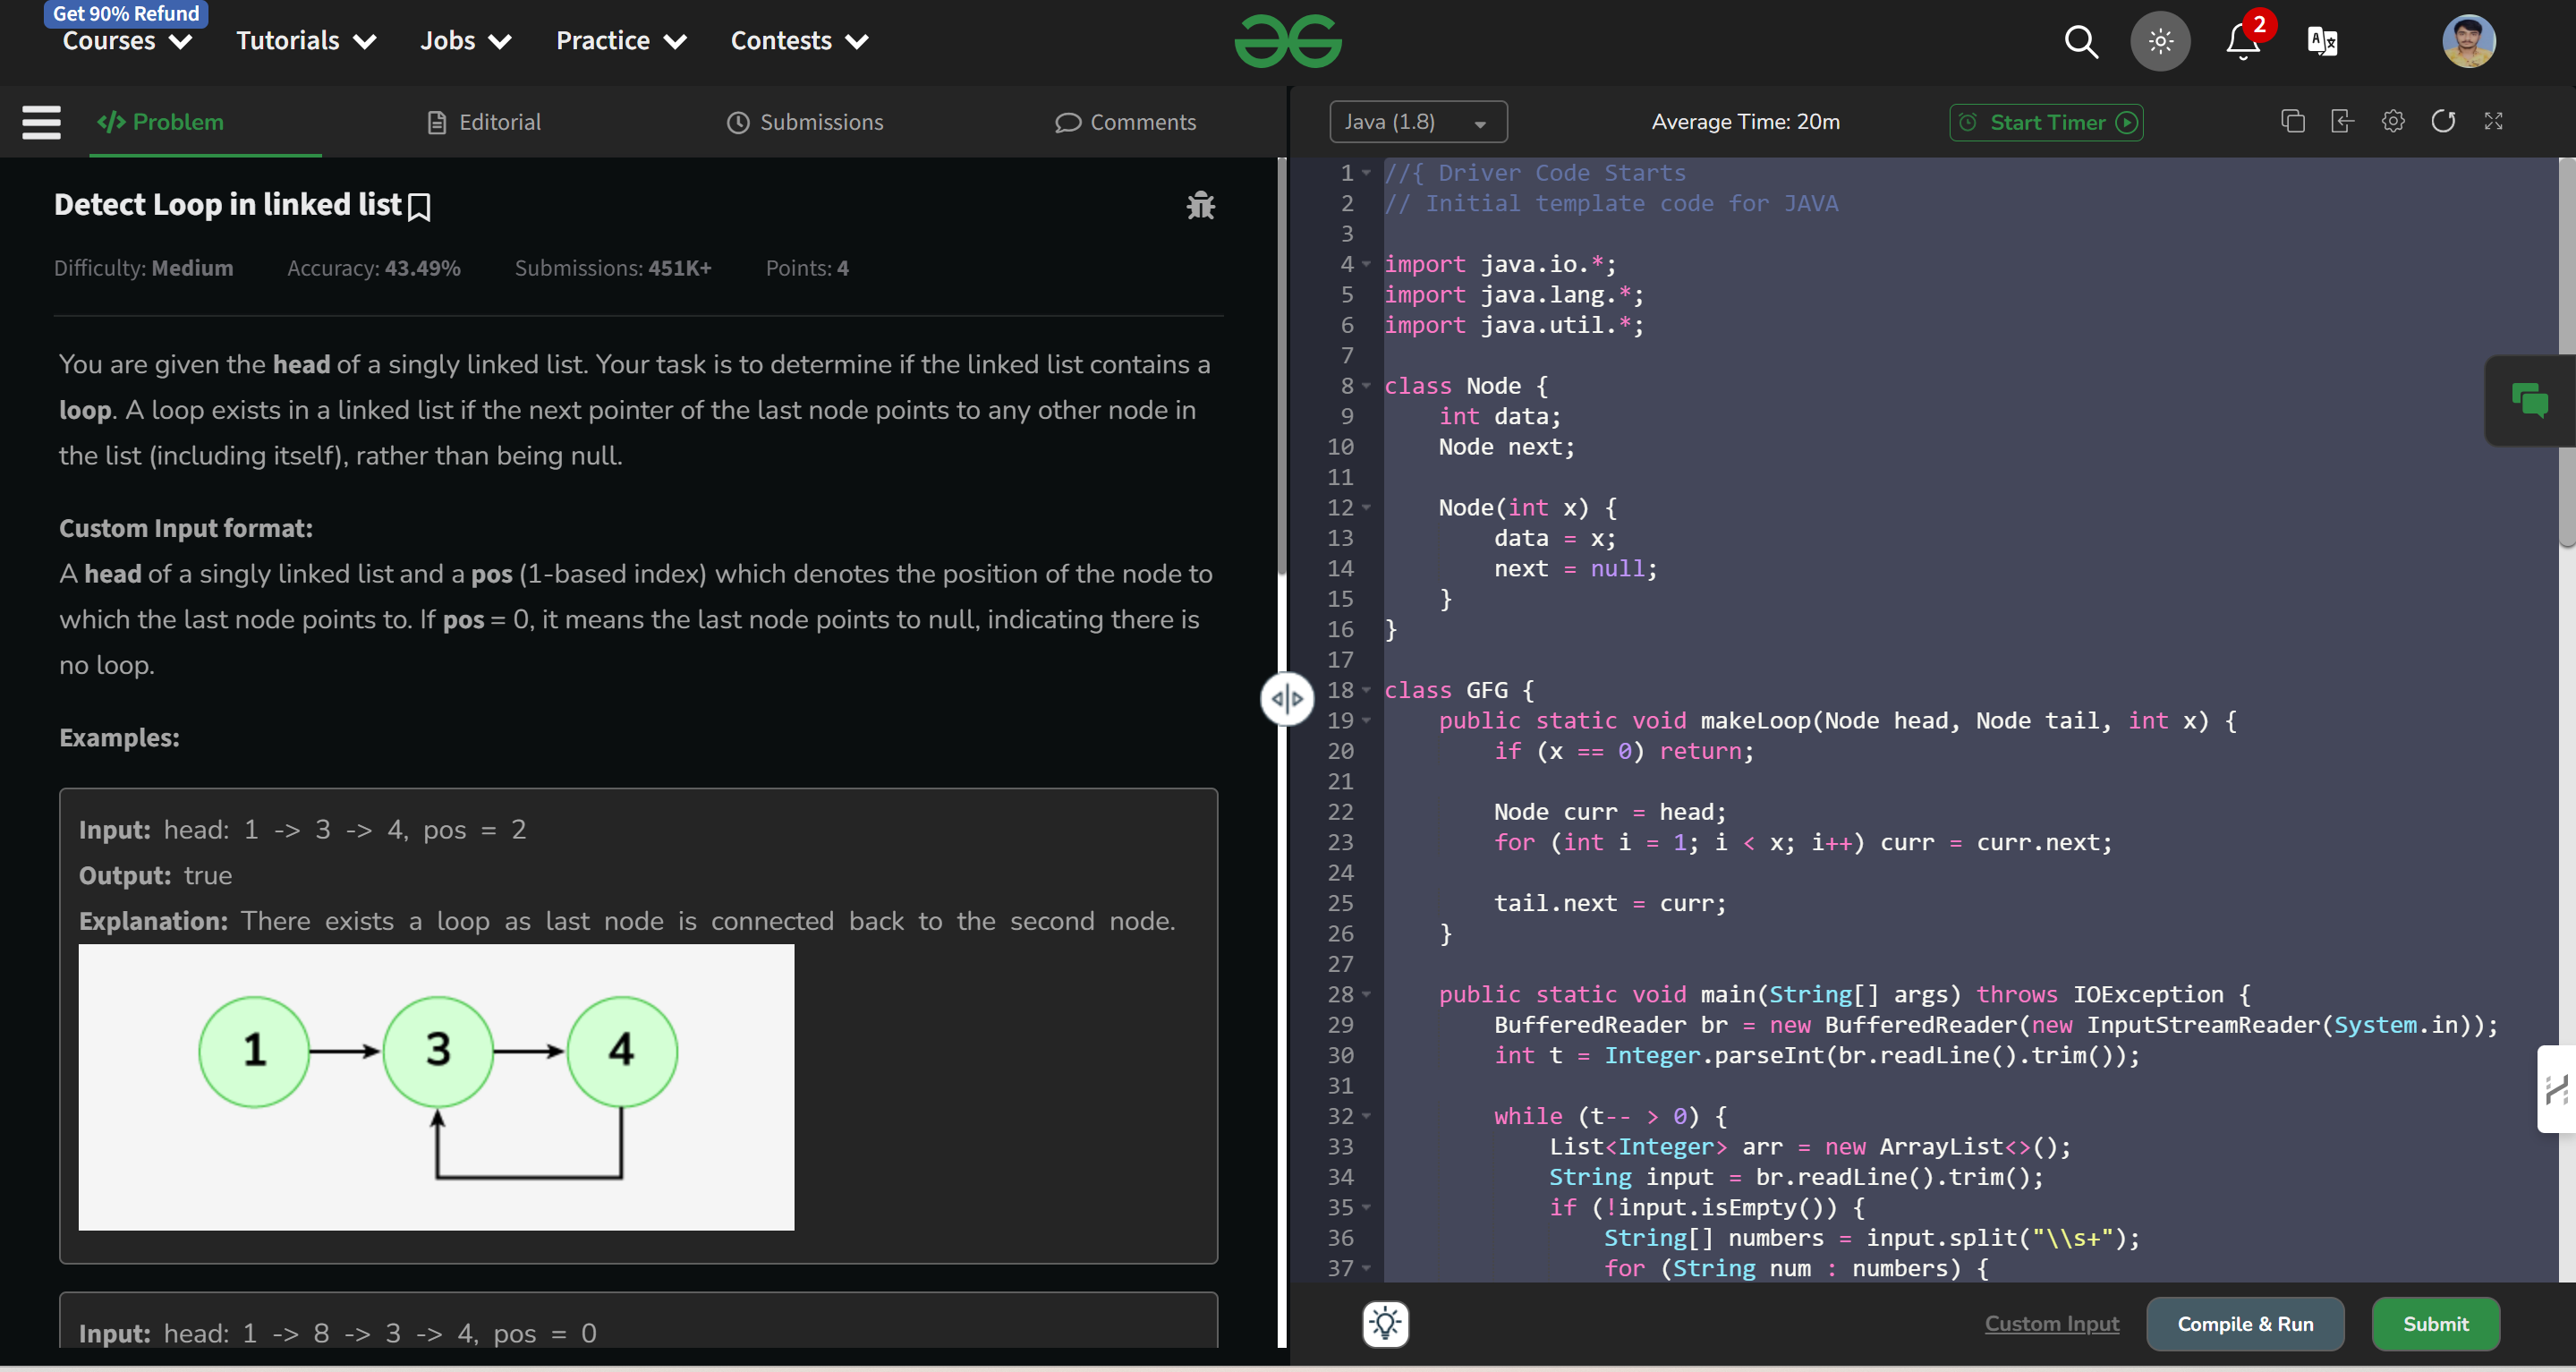 Get 90% Refund
Courses Tutorials Jobs Practice Contests
2
Problem Editorial Submissions Comments
Java (1.8) Average Time: 20m Start Timer
Detect Loop in linked list
Difficulty: Medium Accuracy: 43.49% Submissions: 451K+ Points: 4
You are given the head of a singly linked list. Your task is to determine if the linked list contains a
loop. A loop exists in a linked list if the next pointer of the last node points to any other node in
the list (including itself), rather than being null.
Custom Input format:
A head of a singly linked list and a pos (1-based index) which denotes the position of the node to
which the last node points to. If pos = 0, it means the last node points to null, indicating there is
no loop.
Examples:
Input: head: 1 -> 3 -> 4, pos = 2
Output: true
Explanation: There exists a loop as last node is connected back to the second node.
1 3 4
Input: head: 1 -> 8 -> 3 -> 4, pos = 0
1 //{ Driver Code Starts
2 // Initial template code for JAVA
3
4 import java.io.*;
5 import java.lang.*;
6 import java.util.*;
7
8 class Node {
9 int data;
10 Node next;
11
12 Node(int x) {
13 data = x;
14 next = null;
15 }
16 }
17
18 class GFG {
19 public static void makeLoop(Node head, Node tail, int x) {
20 if (x == 0) return;
21
22 Node curr = head;
23 for (int i = 1; i < x; i++) curr = curr.next;
24
25 tail.next = curr;
26 }
27
28 public static void main(String[] args) throws IOException {
29 BufferedReader br = new BufferedReader(new InputStreamReader(System.in));
30 int t = Integer.parseInt(br.readLine().trim());
31
32 while (t-- > 0) {
33 List<Integer> arr = new ArrayList<>();
34 String input = br.readLine().trim();
35 if (!input.isEmpty()) {
36 String[] numbers = input.split("\\s+");
37 for (String num : numbers) {
Custom Input Compile & Run Submit